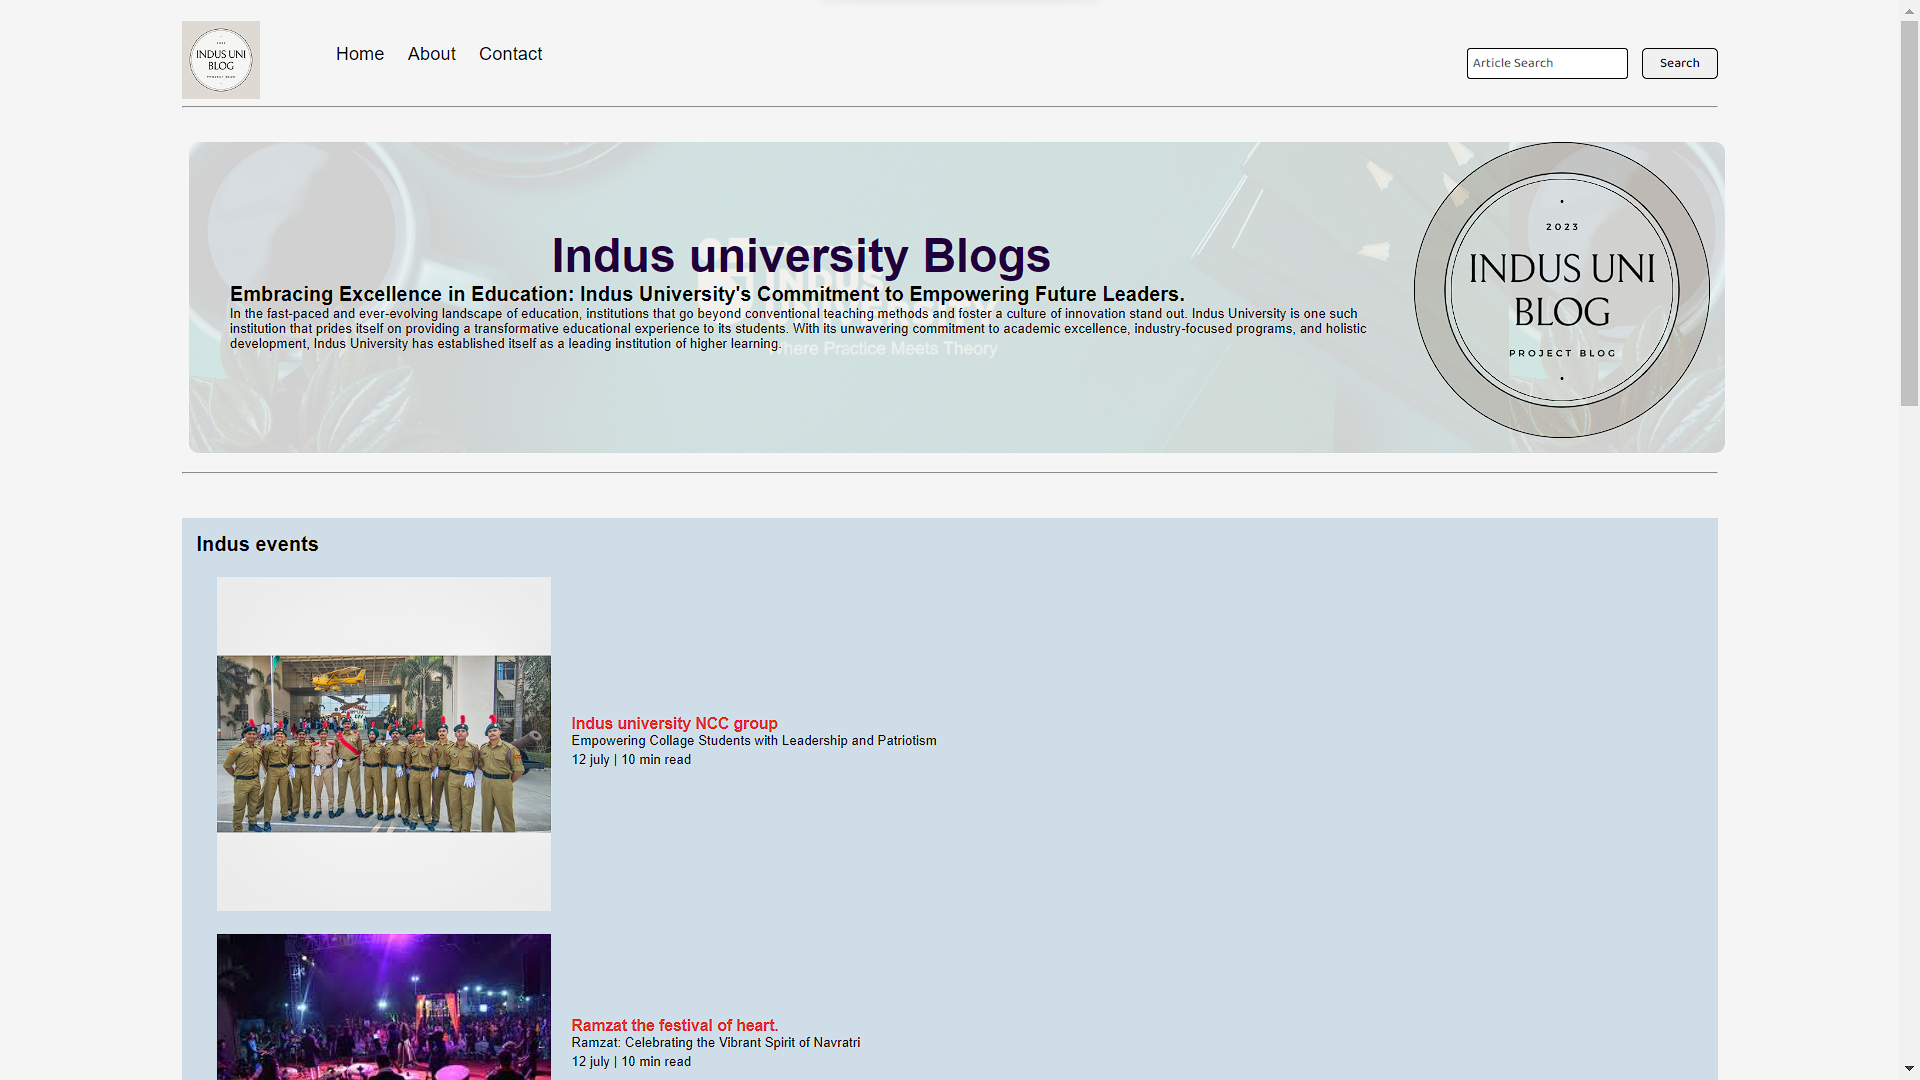 INDUS UNI
BLOG
Home About Contact
Article Search
Search
2023
INDUS UNI
BLOG
PROJECT BLOG
Indus university Blogs
Embracing Excellence in Education: Indus University's Commitment to Empowering Future Leaders.
In the fast-paced and ever-evolving landscape of education, institutions that go beyond conventional teaching methods and foster a culture of innovation stand out. Indus University is one such
institution that prides itself on providing a transformative educational experience to its students. With its unwavering commitment to academic excellence, industry-focused programs, and holistic
development, Indus University has established itself as a leading institution of higher learning.
Where Practice Meets Theory
Indus events
Indus university NCC group
Empowering Collage Students with Leadership and Patriotism
12 july | 10 min read
Ramzat the festival of heart.
Ramzat: Celebrating the Vibrant Spirit of Navratri
12 july | 10 min read